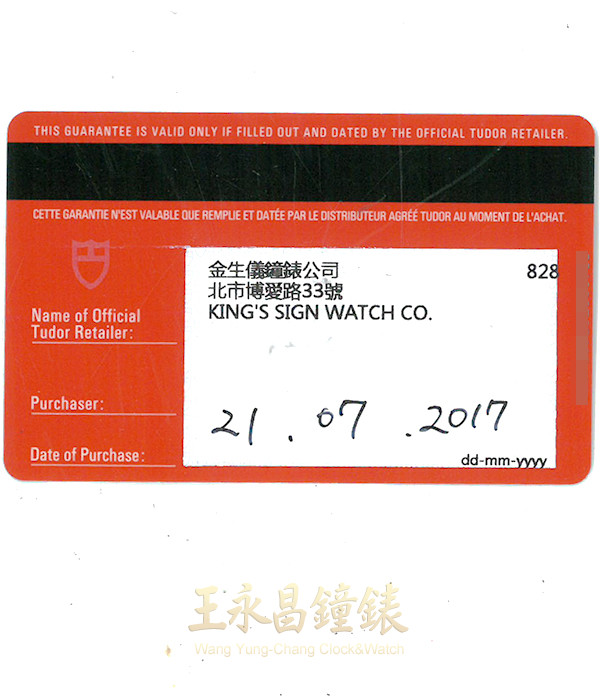 THIS GUARANTEE IS VALID ONLY IF FILLED OUT AND DATED BY THE OFFICIAL TUDOR RETAILER.
CETTE GARANTIE N'EST VALABLE QUE REMPLIE ET DATÉE PAR LE DISTRIBUTEUR AGRÉÉ TUDOR AU MOMENT DE L'ACHAT.
金生儀鐘錶公司 828
北市博愛路33號
KING'S SIGN WATCH CO.
Name of Official
Tudor Retailer:
Purchaser:
21.07.2017
Date of Purchase:
dd-mm-yyyy
王永昌鐘錶
Wang Yung-Chang Clock&Watch